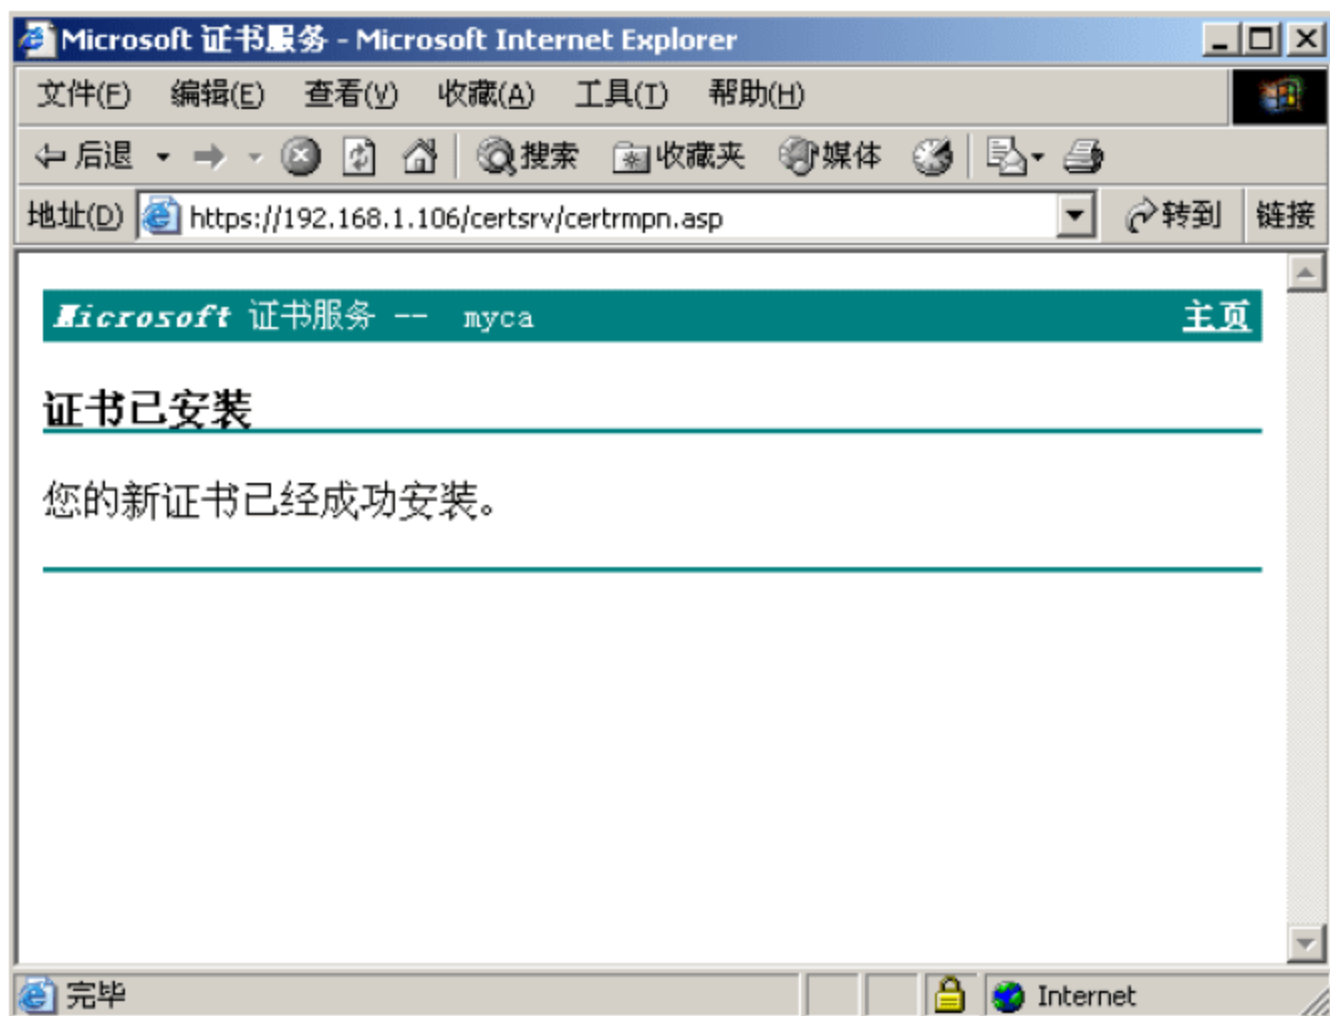 Microsoft 证书服务 - Microsoft Internet Explorer
文件(F) 编辑(E) 查看(V) 收藏(A) 工具(T) 帮助(H)
后退 搜索 收藏夹 媒体
地址(D) https://192.168.1.106/certsrv/certrmpn.asp 转到 链接
Microsoft 证书服务 -- myca 主页
证书已安装
您的新证书已经成功安装。
完毕 Internet